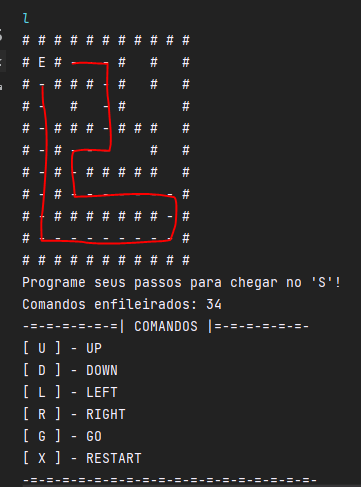 l
# # # # # # # # # # #
# E # - - - #   #   #
# - # # # - #   #   #
# -   #   - #       #
# - # # # - # # #   #
# - # - - -     #   #
# - # - # # # # #   #
# - # - - - - - - - #
# - # # # # # # # - #
# - - - - - - - - - #
# # # # # # # # # # #
Programe seus passos para chegar no 'S'!
Comandos enfileirados: 34
-=-=-=-=-=-=| COMANDOS |=-=-=-=-=-=-
[ U ] - UP
[ D ] - DOWN
[ L ] - LEFT
[ R ] - RIGHT
[ G ] - GO
[ X ] - RESTART
-=-=-=-=-=-=-=-=-=-=-=-=-=-=-=-=-=-=-